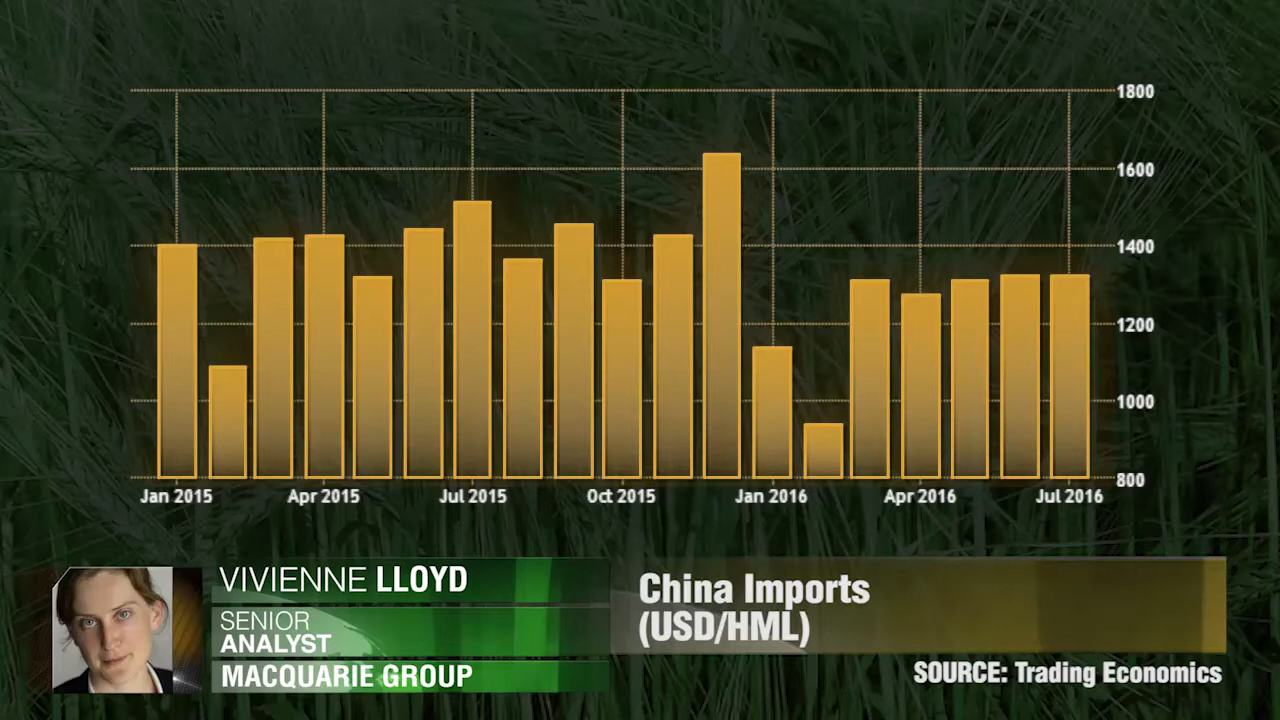 1800
1600
1400
1200
1000
800
Jan 2015 Apr 2015 Jul 2015 Oct 2015 Jan 2016 Apr 2016 Jul 2016
VIVIENNE LLOYD
SENIOR
ANALYST
MACQUARIE GROUP
China Imports
(USD/HML)
SOURCE: Trading Economics